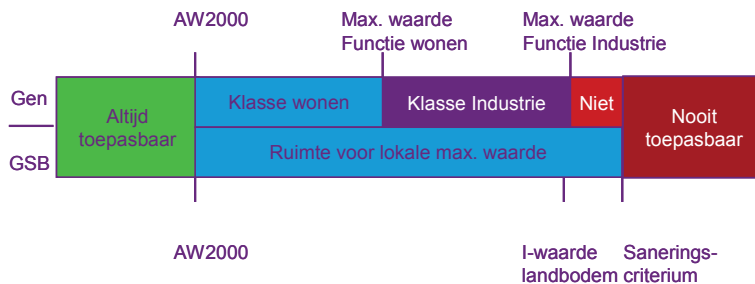 AW2000
Max. waarde
Functie wonen
Max. waarde
Functie Industrie
Gen
GSB
Altijd
toepasbaar
Klasse wonen
Klasse Industrie
Niet
Nooit
toepasbaar
Ruimte voor lokale max. waarde
AW2000
I-waarde
landbodem
Sanerings-
criterium